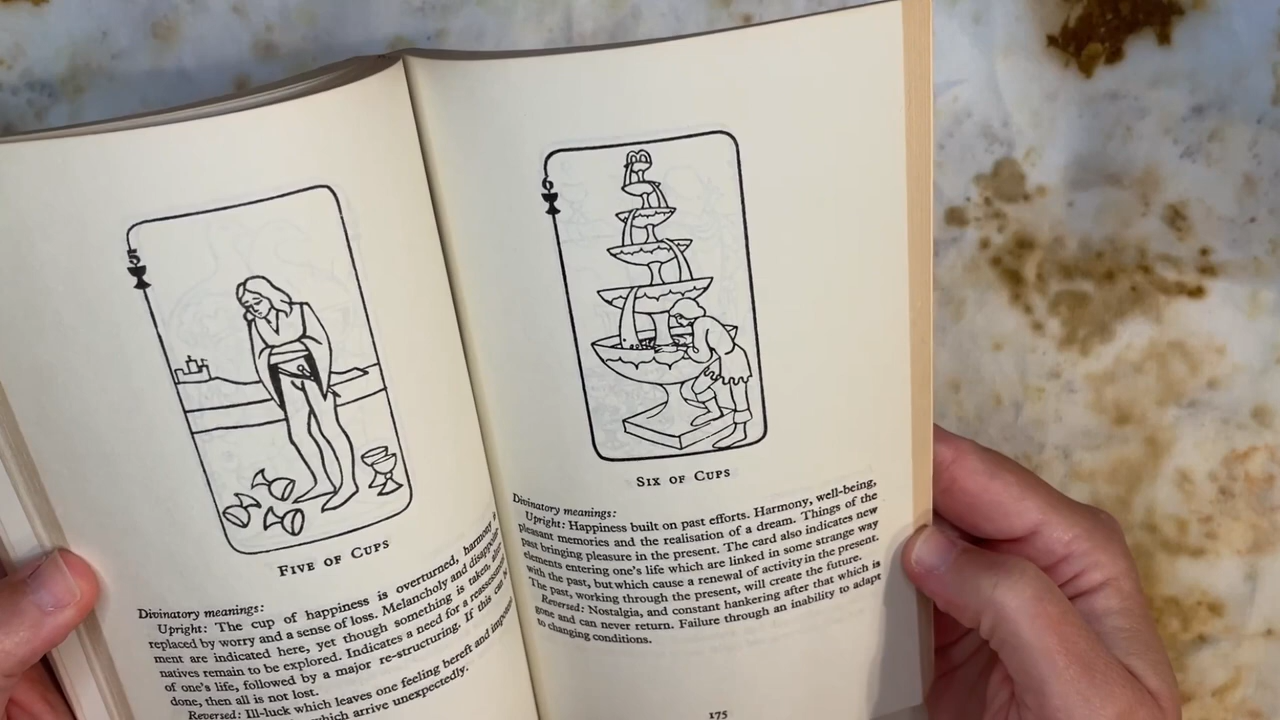 5
FIVE OF CUPS
Divinatory meanings:
Upright: The cup of happiness is overturned, harmony is
replaced by worry and a sense of loss. Melancholy and disappoint-
ment are indicated here, yet though something is taken, alter-
natives remain to be explored. Indicates a need for a reassessment
of one's life, followed by a major re-structuring. If this can be
done, then all is not lost.
Reversed: Ill-luck which leaves one feeling bereft and
which arrive unexpectedly.
6
SIX OF CUPS
Divinatory meanings:
Upright: Happiness built on past efforts. Harmony, well-being,
pleasant memories and the realisation of a dream. Things of the
past bringing pleasure in the present. The card also indicates new
elements entering one's life which are linked in some strange way
with the past, but which cause a renewal of activity in the present.
The past, working through the present, will create the future.
Reversed: Nostalgia, and constant hankering after that which is
gone and can never return. Failure through an inability to adapt
to changing conditions.
175